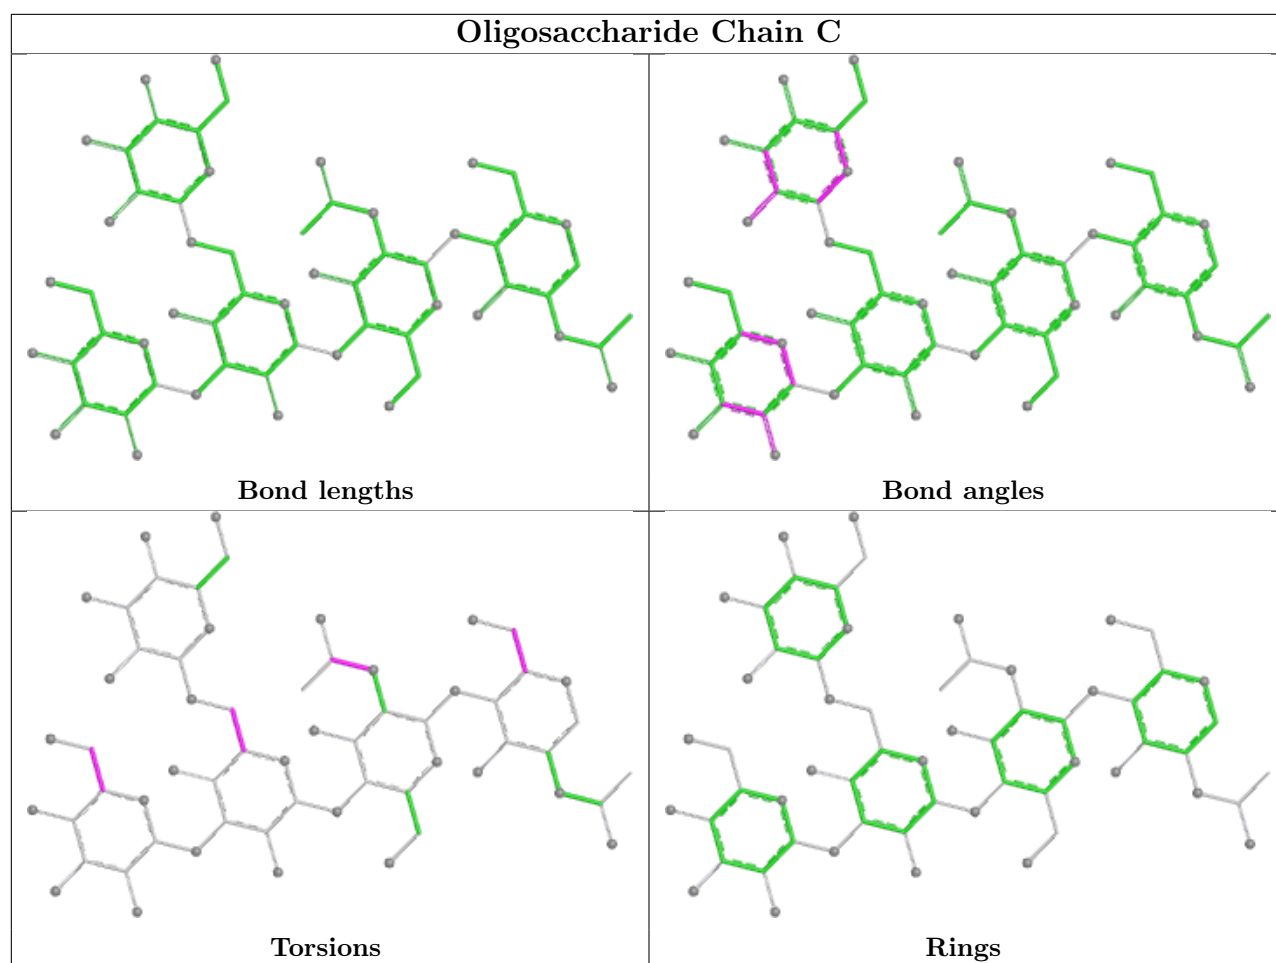 Oligosaccharide Chain C
Bond lengths
Bond angles
Torsions
Rings